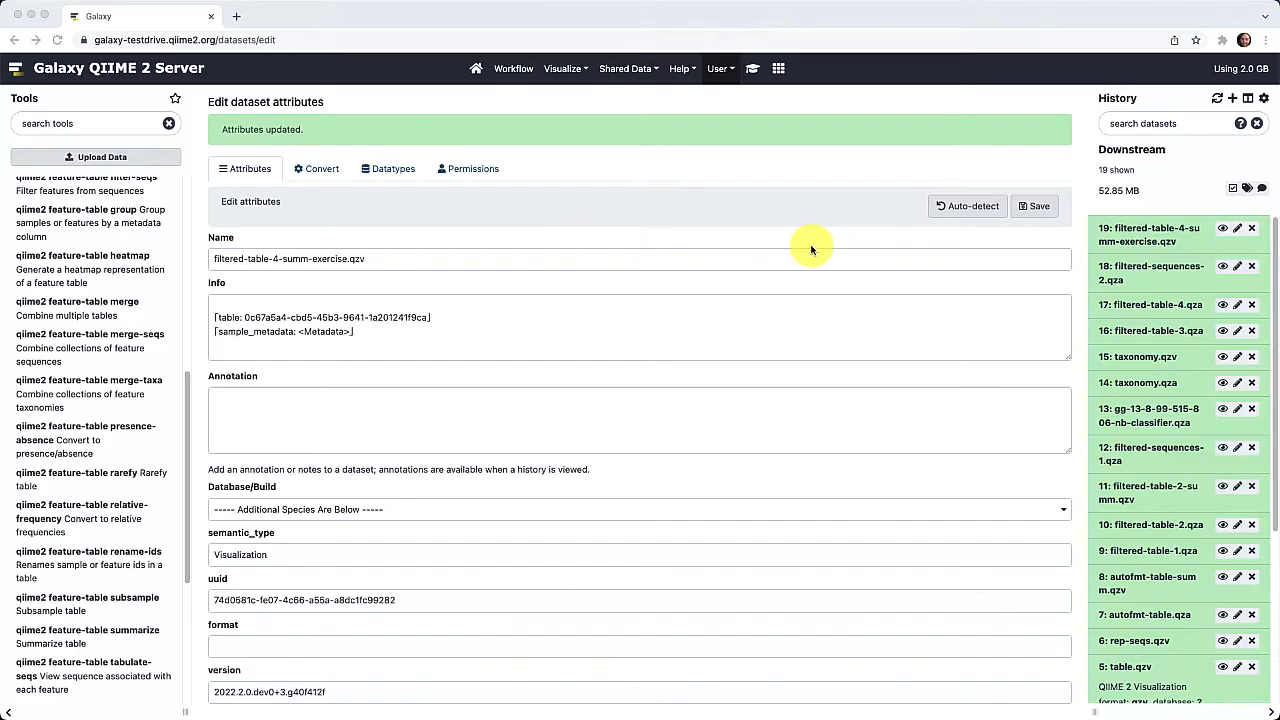 Galaxy
galaxy-testdrive.qiime2.org/datasets/edit
Galaxy QIIME 2 Server
Workflow
Visualize
Shared Data
Help
User
Using 2.0 GB
Tools
search tools
Upload Data
qiime2 feature-table filter-seqs
Filter features from sequences
qiime2 feature-table group Group
samples or features by a metadata
column
qiime2 feature-table heatmap
Generate a heatmap representation
of a feature table
qiime2 feature-table merge
Combine multiple tables
qiime2 feature-table merge-seqs
Combine collections of feature
sequences
qiime2 feature-table merge-taxa
Combine collections of feature
taxonomies
qiime2 feature-table presence-
absence Convert to
presence/absence
qiime2 feature-table rarefy Rarefy
table
qiime2 feature-table relative-
frequency Convert to relative
frequencies
qiime2 feature-table rename-ids
Renames sample or feature ids in a
table
qiime2 feature-table subsample
Subsample table
qiime2 feature-table summarize
Summarize table
qiime2 feature-table tabulate-
seqs View sequence associated with
each feature
Edit dataset attributes
Attributes updated.
Attributes
Convert
Datatypes
Permissions
Edit attributes
Auto-detect
Save
Name
filtered-table-4-summ-exercise.qzv
Info
⌈table: 0c67a5a4-cbd5-45b3-9641-1a201241f9ca⌋
⌈sample_metadata: <Metadata>⌋
Annotation
Add an annotation or notes to a dataset; annotations are available when a history is viewed.
Database/Build
----- Additional Species Are Below -----
semantic_type
Visualization
uuid
74d0581c-fe07-4c66-a55a-a8dc1fc99282
format
version
2022.2.0.dev0+3.g40f412f
History
search datasets
Downstream
19 shown
52.85 MB
19: filtered-table-4-su
mm-exercise.qzv
18: filtered-sequences-
2.qza
17: filtered-table-4.qza
16: filtered-table-3.qza
15: taxonomy.qzv
14: taxonomy.qza
13: gg-13-8-99-515-8
06-nb-classifier.qza
12: filtered-sequences-
1.qza
11: filtered-table-2-su
mm.qzv
10: filtered-table-2.qza
9: filtered-table-1.qza
8: autofmt-table-sum
m.qzv
7: autofmt-table.qza
6: rep-seqs.qzv
5: table.qzv
QIIME 2 Visualization
format: qzv, database: ?